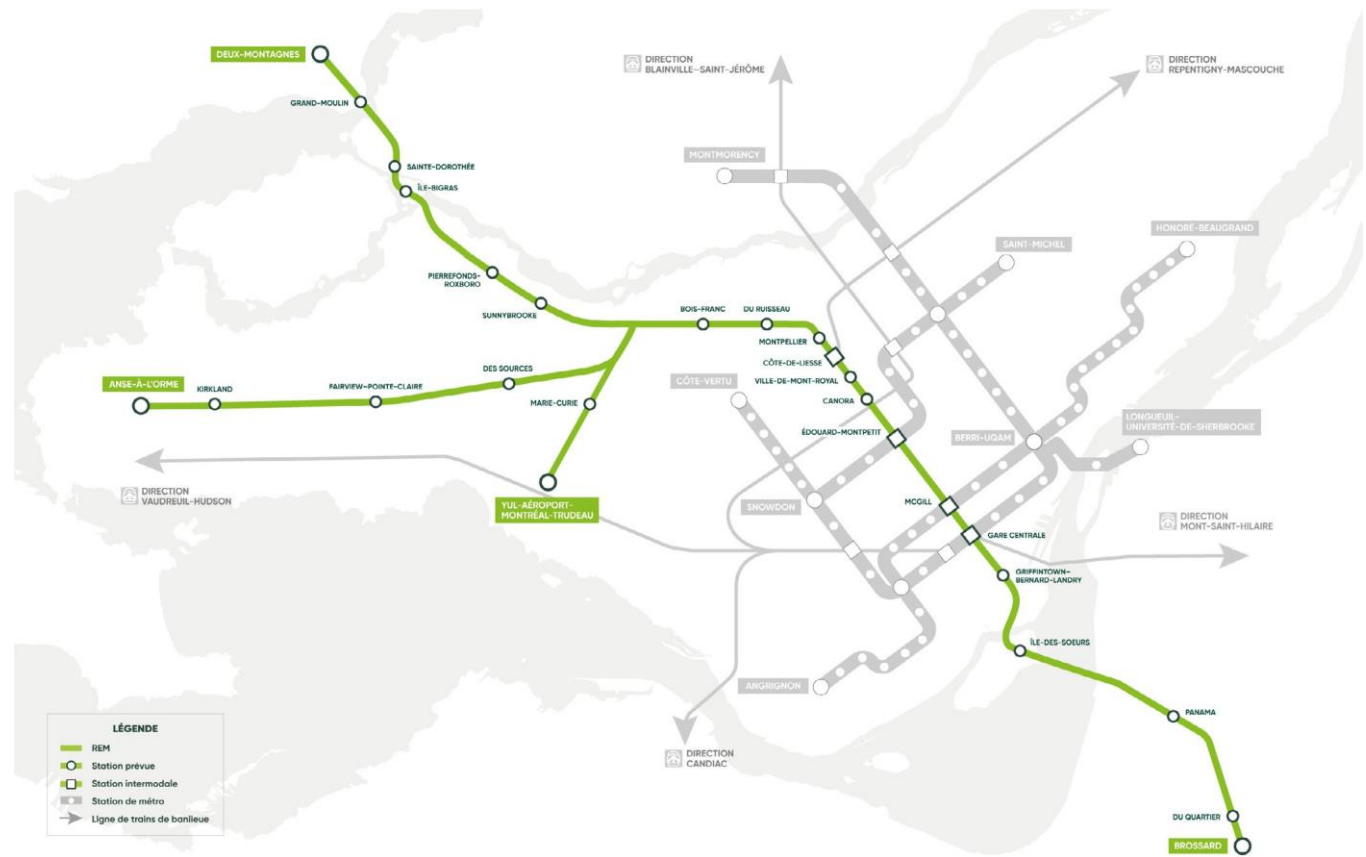 DEUX-MONTAGNES
GRAND-MOULIN
SAINTE-DOROTHÉE
ÎLE-BIGRAS
PIERREFONDS-
ROXBORO
SUNNYBROOKE
BOIS-FRANC
DU RUISSEAU
MONTPELLIER
CÔTE-DE-LIESSE
VILLE-DE-MONT-ROYAL
CANORA
ÉDOUARD-MONTPETIT
MCGILL
GARE CENTRALE
GRIFFINTOWN-
BERNARD-LANDRY
ÎLE-DES-SOEURS
PANAMA
DU QUARTIER
BROSSARD
ANSE-À-L'ORME
KIRKLAND
FAIRVIEW-POINTE-CLAIRE
DES SOURCES
MARIE-CURIE
YUL-AÉROPORT-
MONTRÉAL-TRUDEAU
DIRECTION
BLAINVILLE–SAINT-JÉRÔME
DIRECTION
REPENTIGNY-MASCOUCHE
MONTMORENCY
SAINT-MICHEL
HONORÉ-BEAUGRAND
CÔTE-VERTU
BERRI-UQAM
LONGUEUIL-
UNIVERSITÉ-DE-SHERBROOKE
SNOWDON
ANGRIGNON
DIRECTION
VAUDREUIL-HUDSON
DIRECTION
MONT-SAINT-HILAIRE
DIRECTION
CANDIAC
LÉGENDE
REM
Station prévue
Station intermodale
Station de métro
Ligne de trains de banlieue